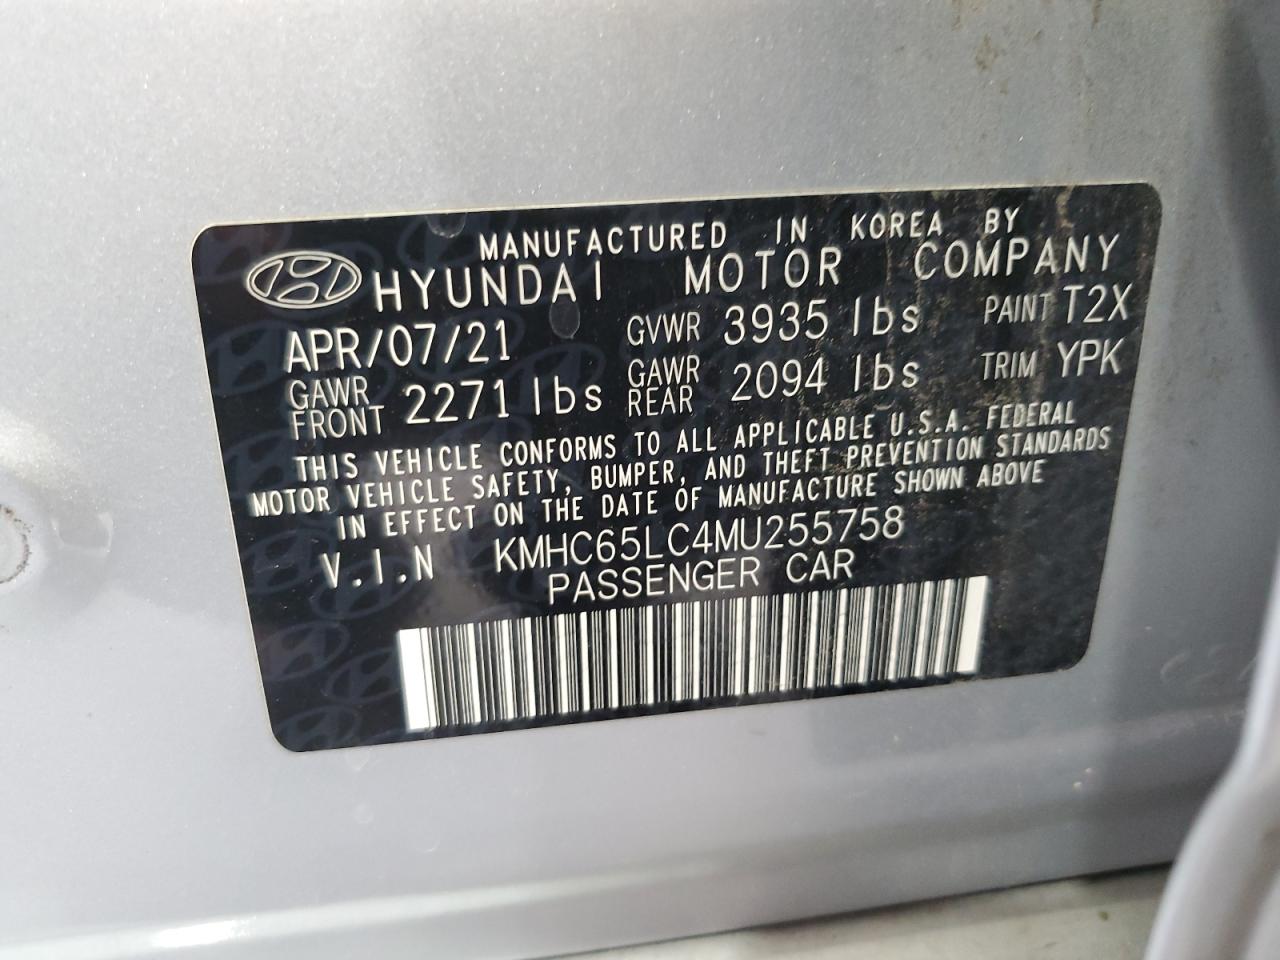 MANUFACTURED IN KOREA BY
HYUNDAI MOTOR COMPANY
APR/07/21 GVWR 3935 lbs PAINT T2X
GAWR FRONT 2271 lbs GAWR REAR 2094 lbs TRIM YPK
THIS VEHICLE CONFORMS TO ALL APPLICABLE U.S.A. FEDERAL
MOTOR VEHICLE SAFETY, BUMPER, AND THEFT PREVENTION STANDARDS
IN EFFECT ON THE DATE OF MANUFACTURE SHOWN ABOVE
V.I.N KMHC65LC4MU255758
PASSENGER CAR